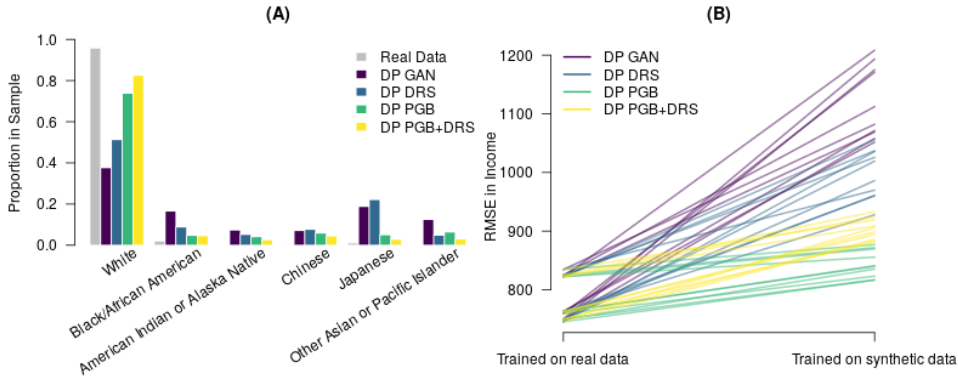 (A)
Proportion in Sample
1.0
0.8
0.6
0.4
0.2
0.0
Real Data
DP GAN
DP DRS
DP PGB
DP PGB+DRS
White
Black/African American
American Indian or Alaska Native
Chinese
Japanese
Other Asian or Pacific Islander
(B)
RMSE in Income
1200
1100
1000
900
800
DP GAN
DP DRS
DP PGB
DP PGB+DRS
Trained on real data
Trained on synthetic data